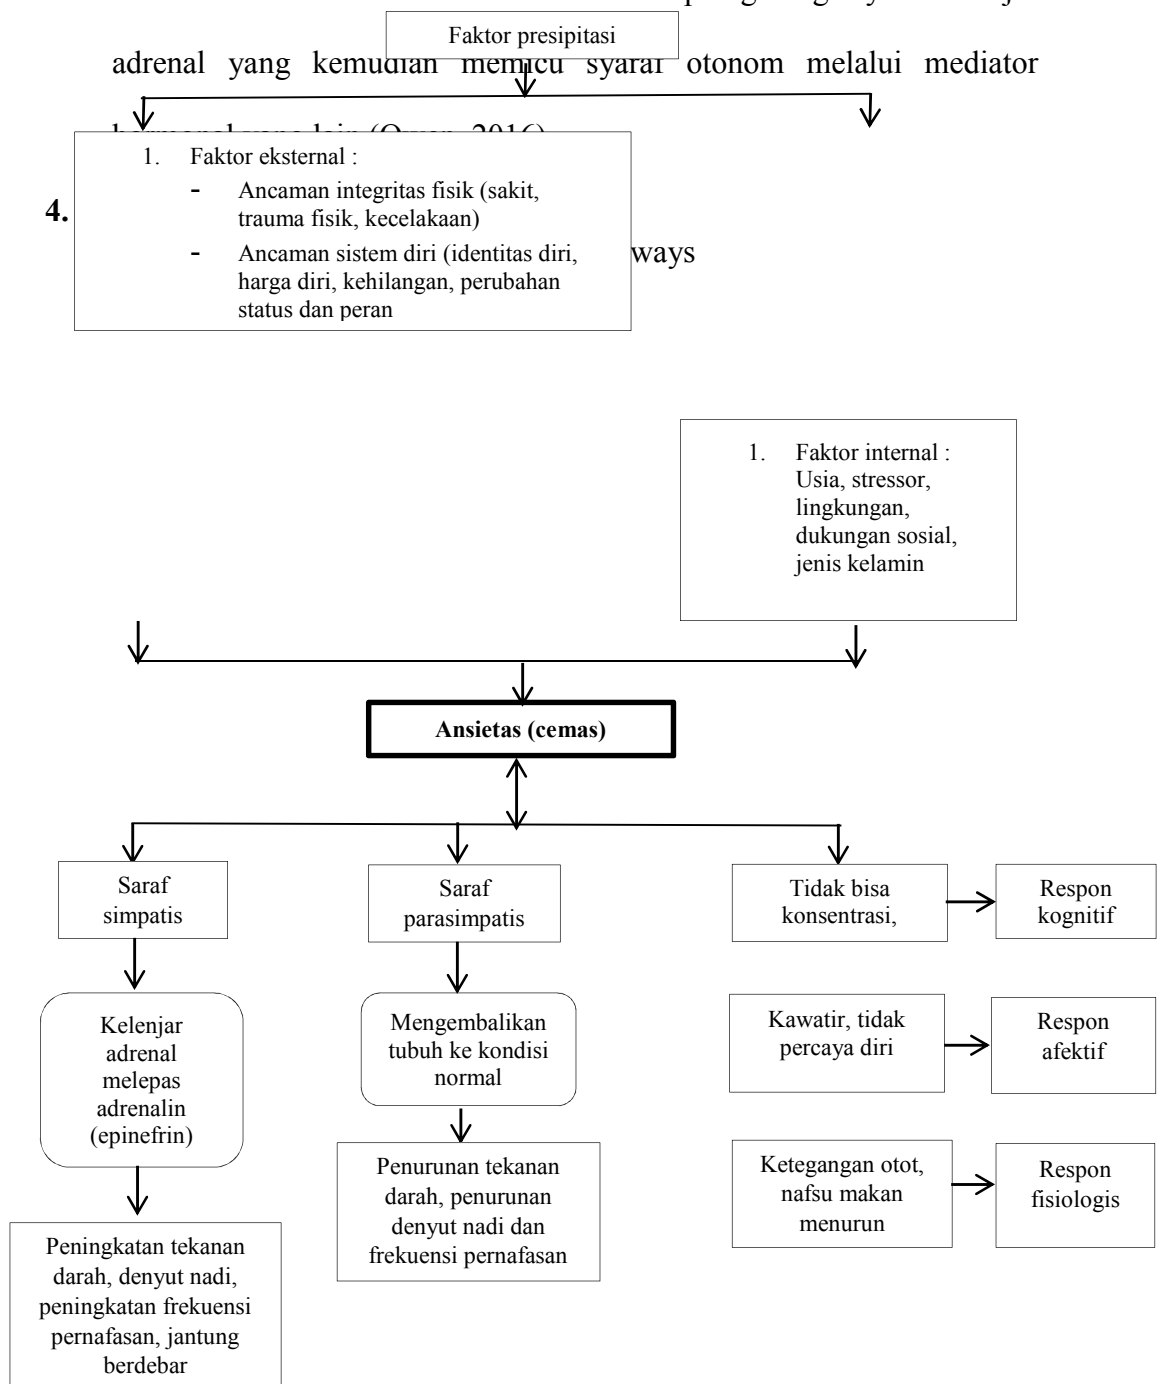 Faktor presipitasi
adrenal yang kemudian memicu syaraf otonom melalui mediator
1. Faktor eksternal :
- Ancaman integritas fisik (sakit,
trauma fisik, kecelakaan)
4.
- Ancaman sistem diri (identitas diri,
ways
harga diri, kehilangan, perubahan
status dan peran
1. Faktor internal :
Usia, stressor,
lingkungan,
dukungan sosial,
jenis kelamin
Ansietas (cemas)
Saraf
simpatis
Saraf
parasimpatis
Tidak bisa
konsentrasi,
Respon
kognitif
Kelenjar
adrenal
melepas
adrenalin
(epinefrin)
Mengembalikan
tubuh ke kondisi
normal
Kawatir, tidak
percaya diri
Respon
afektif
Penurunan tekanan
darah, penurunan
denyut nadi dan
frekuensi pernafasan
Ketegangan otot,
nafsu makan
menurun
Respon
fisiologis
Peningkatan tekanan
darah, denyut nadi,
peningkatan frekuensi
pernafasan, jantung
berdebar